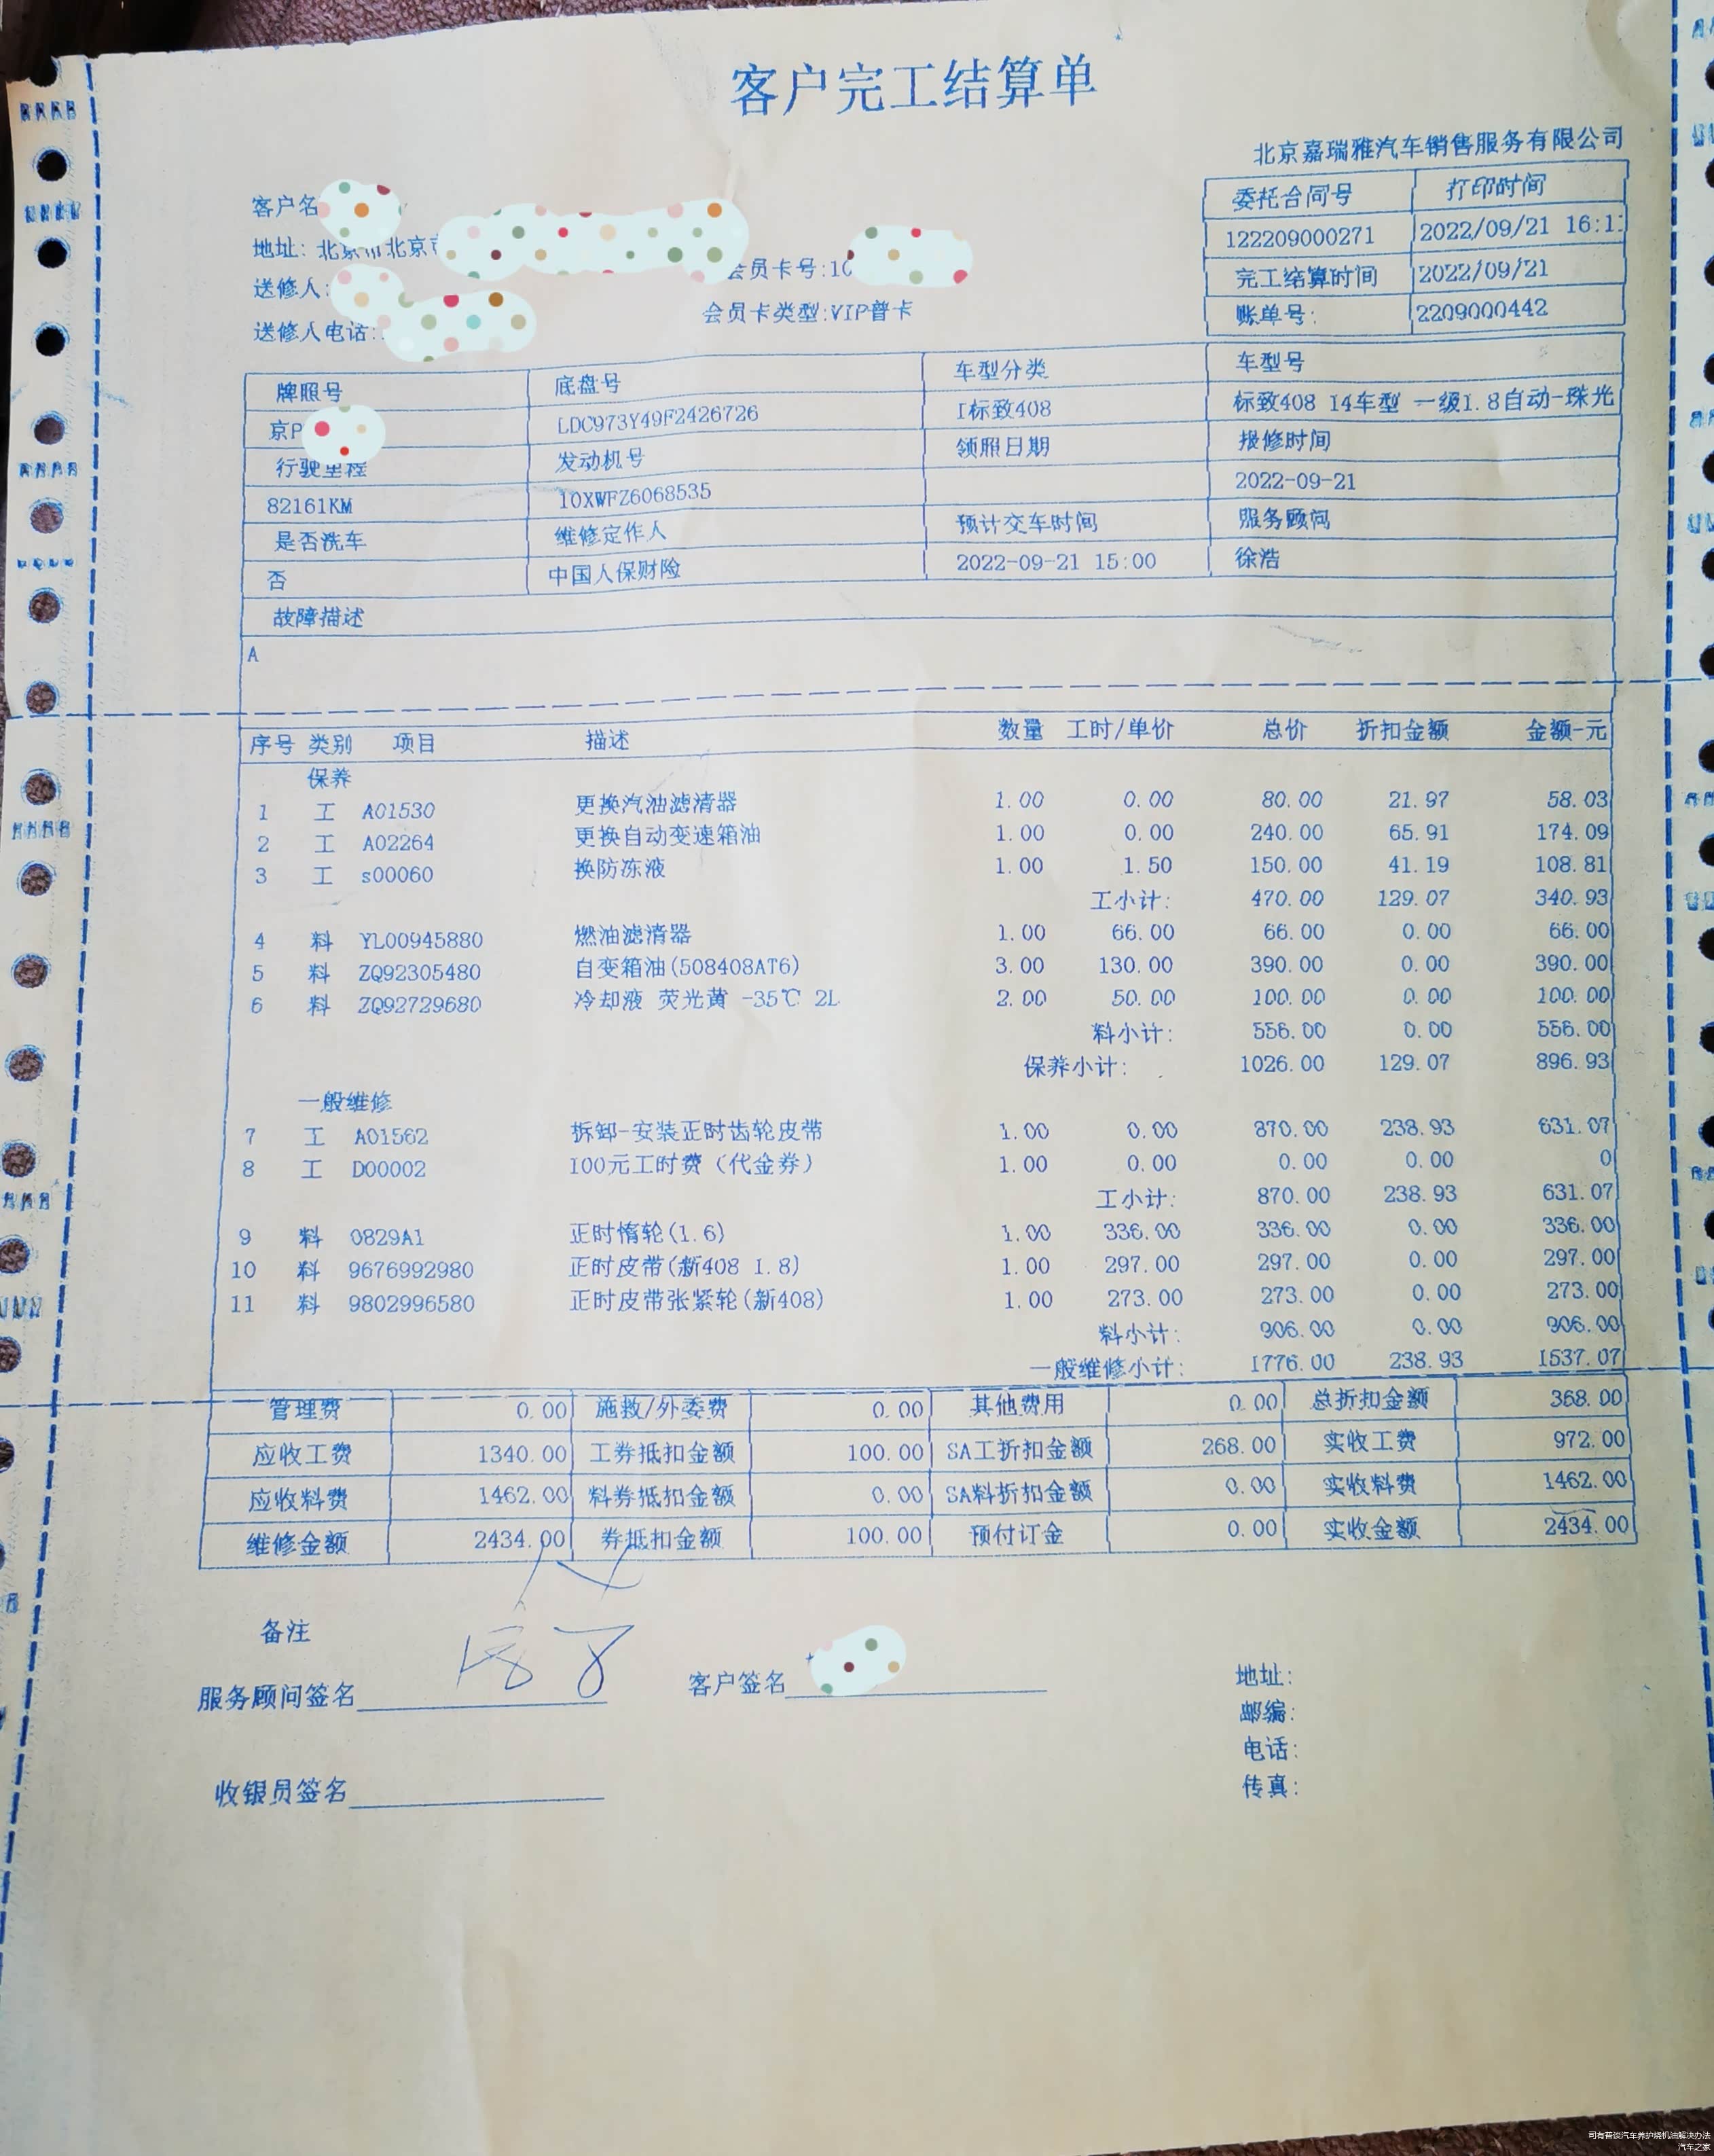 客户完工结算单
北京嘉瑞雅汽车销售服务有限公司
客户名
委托合同号 打印时间
地址: 北京市北京市
122209000271 2022/09/21 16:1
会员卡号:10
送修人:
完工结算时间 2022/09/21
会员卡类型:VIP普卡
送修人电话:
账单号: 2209000442
牌照号 底盘号 车型分类 车型号
京P LDC973Y49F2426726 I标致408 标致408 14车型 一级1.8自动-珠光
行驶里程 发动机号 领照日期 报修时间
82161KM 10XWFZ6068535 2022-09-21
是否洗车 维修定作人 预计交车时间 服务顾问
否 中国人保财险 2022-09-21 15:00 徐浩
故障描述
A
序号 类别 项目 描述 数量 工时/单价 总价 折扣金额 金额-元
保养
1 工 A01530 更换汽油滤清器 1.00 0.00 80.00 21.97 58.03
2 工 A02264 更换自动变速箱油 1.00 0.00 240.00 65.91 174.09
3 工 s00060 换防冻液 1.00 1.50 150.00 41.19 108.81
工小计: 470.00 129.07 340.93
4 料 YL00945880 燃油滤清器 1.00 66.00 66.00 0.00 66.00
5 料 ZQ92305480 自变箱油(508408AT6) 3.00 130.00 390.00 0.00 390.00
6 料 ZQ92729680 冷却液 荧光黄 -35℃ 2L 2.00 50.00 100.00 0.00 100.00
料小计: 556.00 0.00 556.00
保养小计: 1026.00 129.07 896.93
一般维修
7 工 A01562 拆卸-安装正时齿轮皮带 1.00 0.00 870.00 238.93 631.07
8 工 D00002 100元工时费(代金券) 1.00 0.00 0.00 0.00 0
工小计: 870.00 238.93 631.07
9 料 0829A1 正时惰轮(1.6) 1.00 336.00 336.00 0.00 336.00
10 料 9676992980 正时皮带(新408 1.8) 1.00 297.00 297.00 0.00 297.00
11 料 9802996580 正时皮带张紧轮(新408) 1.00 273.00 273.00 0.00 273.00
料小计: 906.00 0.00 906.00
一般维修小计: 1776.00 238.93 1537.07
管理费 0.00 施救/外委费 0.00 其他费用 0.00 总折扣金额 368.00
应收工费 1340.00 工券抵扣金额 100.00 SA工折扣金额 268.00 实收工费 972.00
应收料费 1462.00 料券抵扣金额 0.00 SA料折扣金额 0.00 实收料费 1462.00
维修金额 2434.00 券抵扣金额 100.00 预付订金 0.00 实收金额 2434.00
备注
服务顾问签名 客户签名
地址:
邮编:
电话:
收银员签名
传真:
司有普谈汽车养护烧机油解决办法
汽车之家